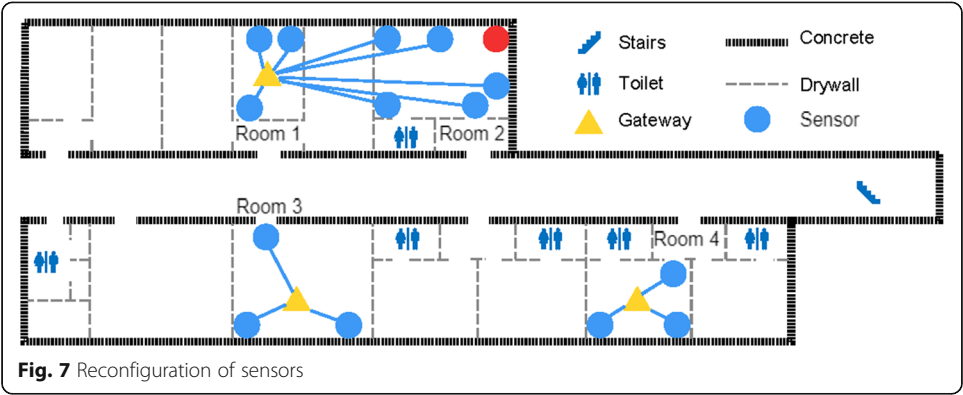 Stairs
Concrete
Toilet
Drywall
Gateway
Sensor
Room 1
Room 2
Room 3
Room 4
Fig. 7 Reconfiguration of sensors